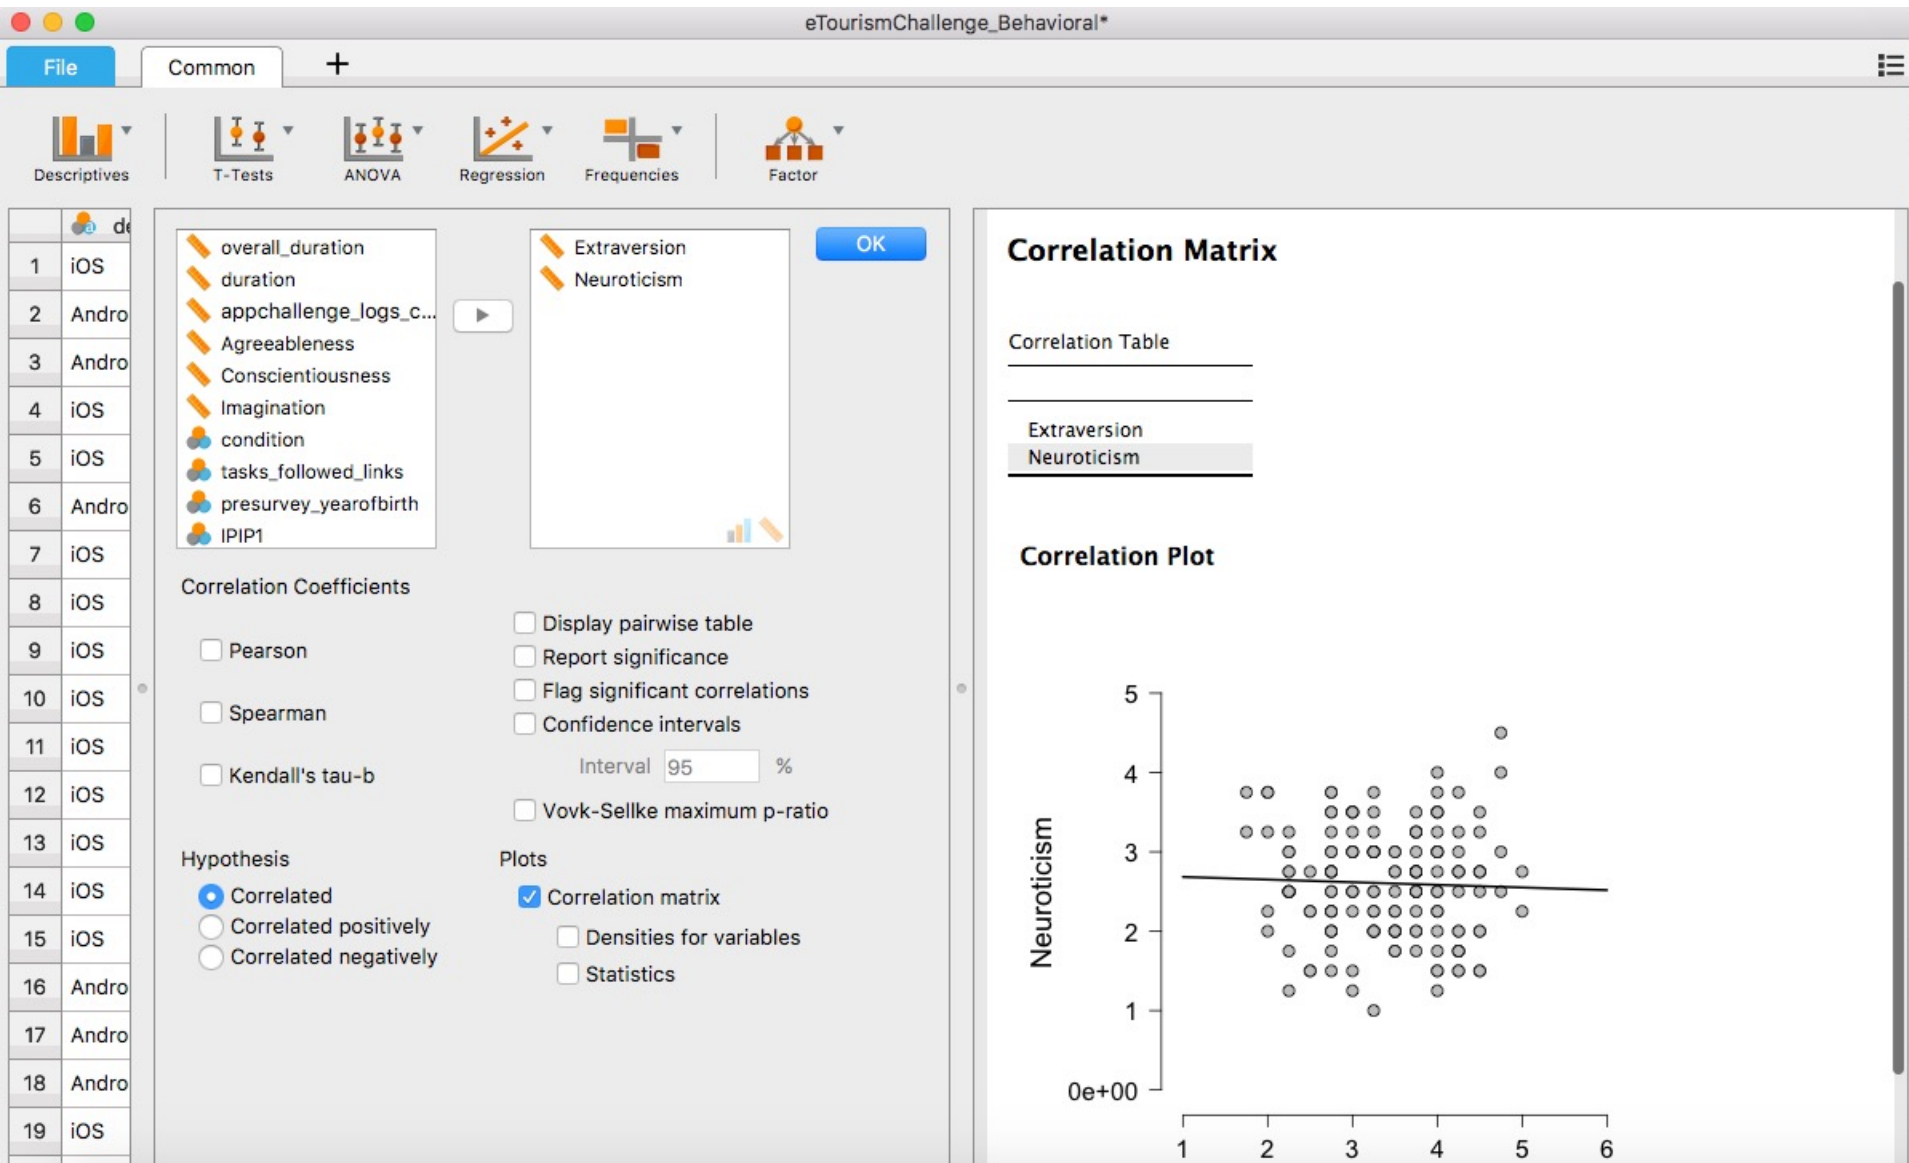 eTourismChallenge_Behavioral*
File
Common
+
Descriptives
T-Tests
ANOVA
Regression
Frequencies
Factor
a de
1 iOS
2 Andro
3 Andro
4 iOS
5 iOS
6 Andro
7 iOS
8 iOS
9 iOS
10 iOS
11 iOS
12 iOS
13 iOS
14 iOS
15 iOS
16 Andro
17 Andro
18 Andro
19 iOS
overall_duration
duration
appchallenge_logs_c...
Agreeableness
Conscientiousness
Imagination
condition
tasks_followed_links
presurvey_yearofbirth
IPIP1
Extraversion
Neuroticism
OK
Correlation Coefficients
Pearson
Spearman
Kendall's tau-b
Display pairwise table
Report significance
Flag significant correlations
Confidence intervals
Interval 95 %
Vovk-Sellke maximum p-ratio
Hypothesis
Correlated
Correlated positively
Correlated negatively
Plots
Correlation matrix
Densities for variables
Statistics
Correlation Matrix
Correlation Table
Extraversion
Neuroticism
Correlation Plot
Neuroticism
5
4
3
2
1
0e+00
1 2 3 4 5 6